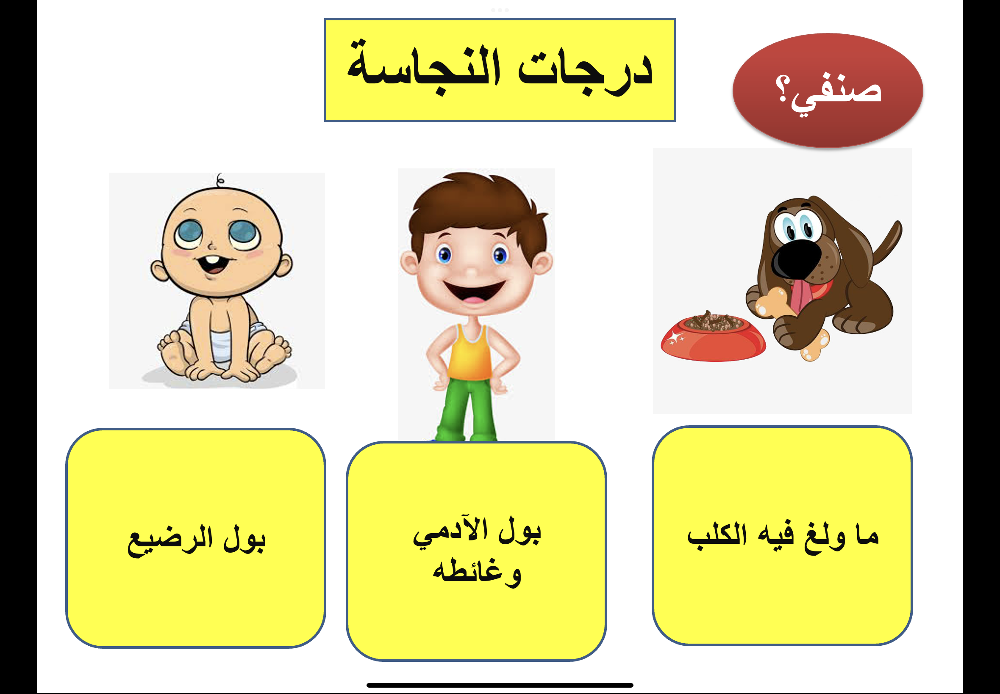 صنفي؟
درجات النجاسة
ما ولغ فيه الكلب
بول الآدمي
وغائطه
بول الرضيع